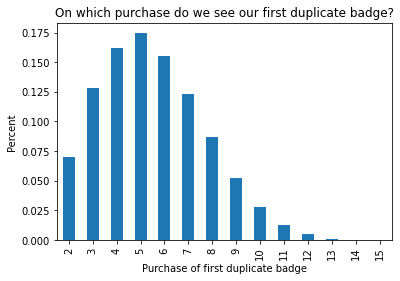 On which purchase do we see our first duplicate badge?
0.175
0.150
0.125
0.100
0.075
0.050
0.025
0.000
Percent
2 3 4 5 6 7 8 9 10 11 12 13 14 15
Purchase of first duplicate badge